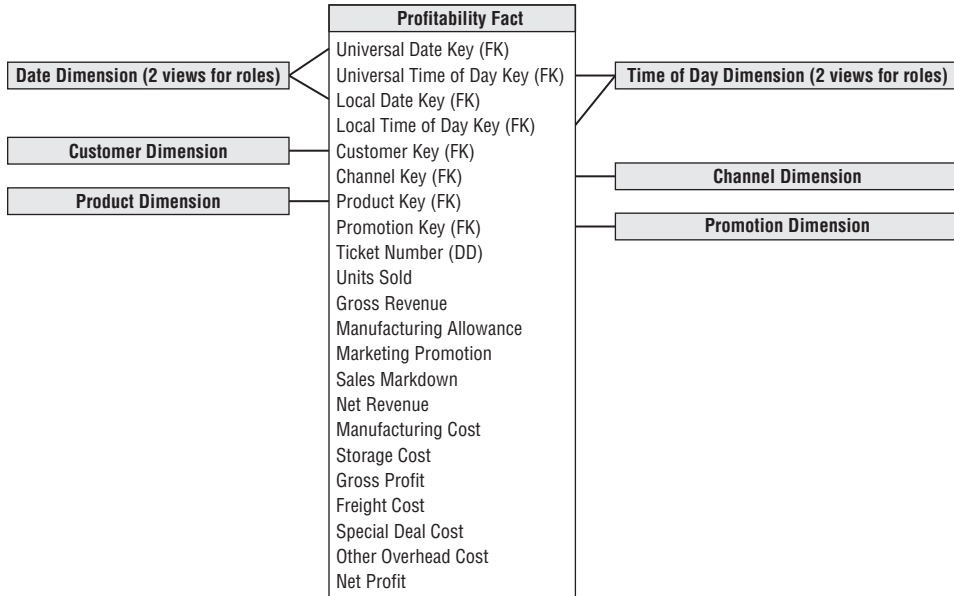 Profitability Fact
Universal Date Key (FK)
Date Dimension (2 views for roles)
Universal Time of Day Key (FK)
Time of Day Dimension (2 views for roles)
Local Date Key (FK)
Local Time of Day Key (FK)
Customer Dimension
Customer Key (FK)
Channel Key (FK)
Channel Dimension
Product Dimension
Product Key (FK)
Promotion Key (FK)
Promotion Dimension
Ticket Number (DD)
Units Sold
Gross Revenue
Manufacturing Allowance
Marketing Promotion
Sales Markdown
Net Revenue
Manufacturing Cost
Storage Cost
Gross Profit
Freight Cost
Special Deal Cost
Other Overhead Cost
Net Profit